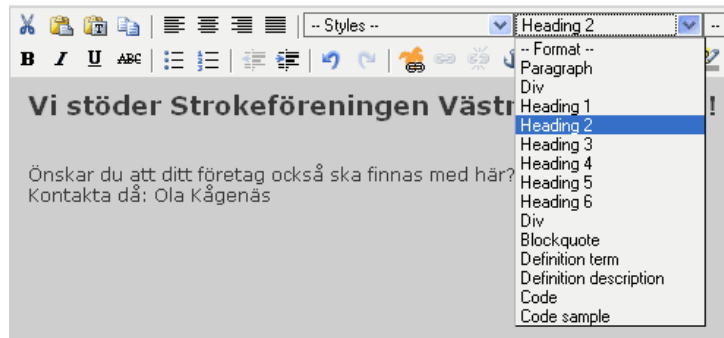 -- Styles --
Heading 2
--
B I U ABC
-- Format --
Paragraph
Div
Heading 1
Heading 2
Heading 3
Heading 4
Heading 5
Heading 6
Div
Blockquote
Definition term
Definition description
Code
Code sample
Vi stöder Strokeföreningen !
Önskar du att ditt företag också ska finnas med här?
Kontakta då: Ola Kågenäs